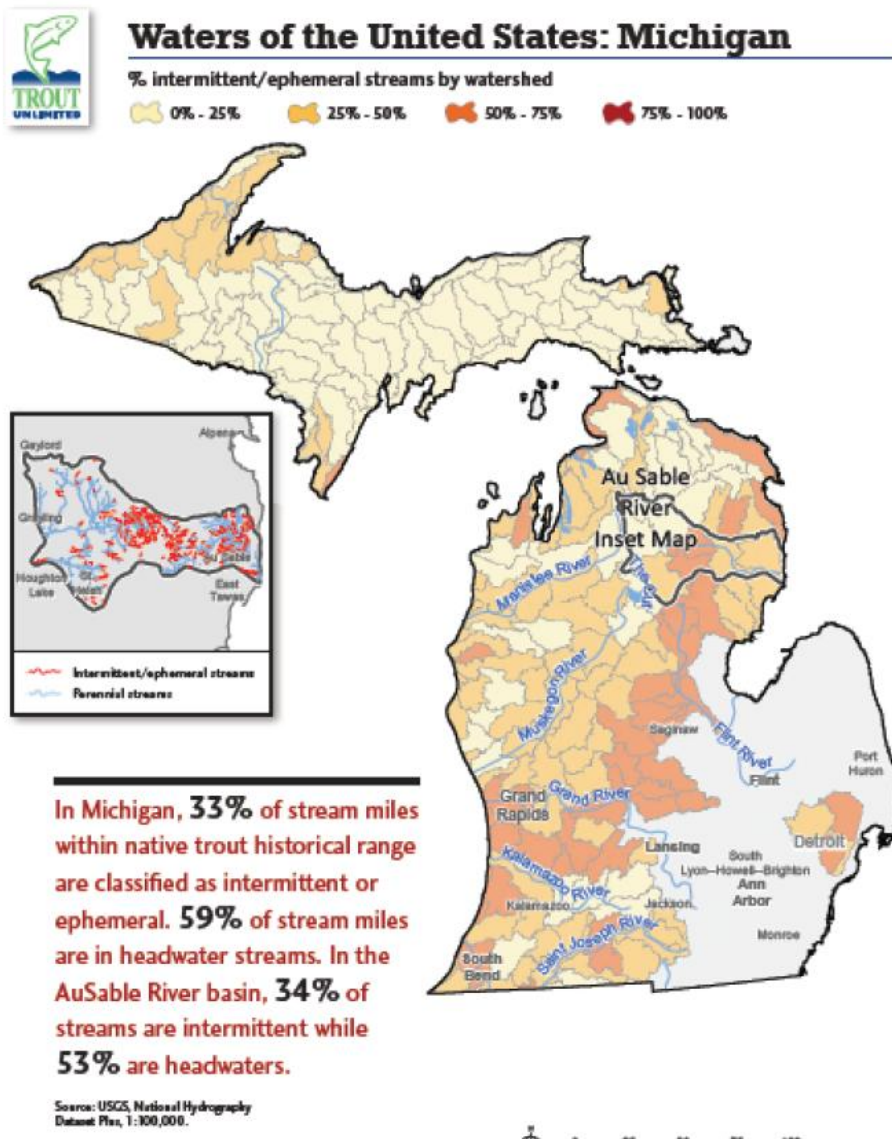 TROUT
UNLIMITED
Waters of the United States: Michigan
% intermittent/ephemeral streams by watershed
0% - 25%
25% - 50%
50% - 75%
75% - 100%
Gaylord
Alpena
Grayling
Au Sable
Houghton
Lake
St
Helen
East
Tawas
Intermittent/ephemeral streams
Perennial streams
Au Sable
River
Inset Map
Manistee River
The Cut
Muskegon River
Saginaw
Flint River
Flint
Port
Huron
Grand
Rapids
Grand River
Lansing
Detroit
South
Lyon--Howell--Brighton
Ann
Arbor
Kalamazoo River
Kalamazoo
Jackson
Monroe
Saint Joseph River
South
Bend
In Michigan, 33% of stream miles
within native trout historical range
are classified as intermittent or
ephemeral. 59% of stream miles
are in headwater streams. In the
AuSable River basin, 34% of
streams are intermittent while
53% are headwaters.
Source: USGS, National Hydrography
Dataset Plus, 1:100,000.